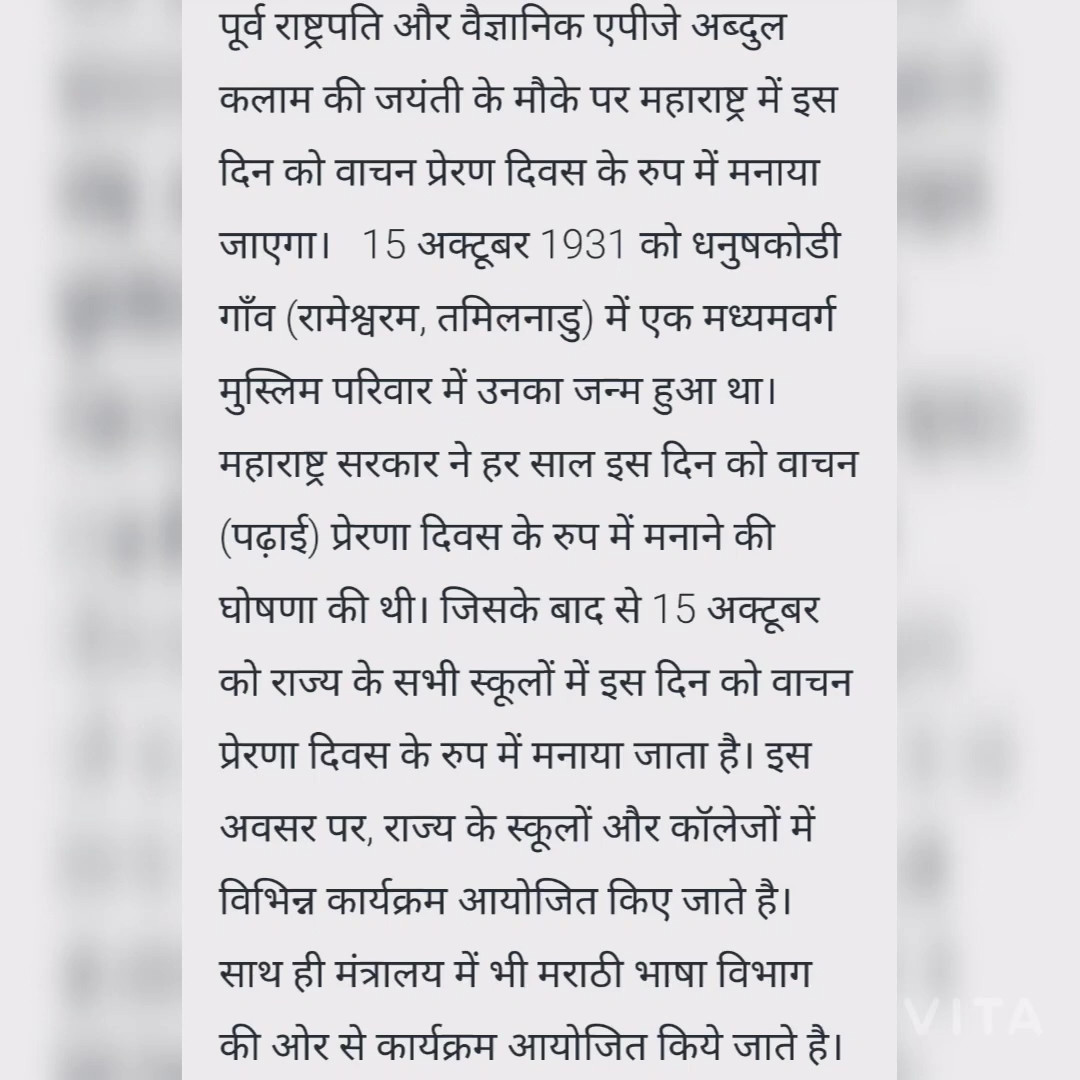 पूर्व राष्ट्रपति और वैज्ञानिक एपीजे अब्दुल
कलाम की जयंती के मौके पर महाराष्ट्र में इस
दिन को वाचन प्रेरण दिवस के रुप में मनाया
जाएगा। 15 अक्टूबर 1931 को धनुषकोडी
गाँव (रामेश्वरम, तमिलनाडु) में एक मध्यमवर्ग
मुस्लिम परिवार में उनका जन्म हुआ था।
महाराष्ट्र सरकार ने हर साल इस दिन को वाचन
(पढ़ाई) प्रेरणा दिवस के रुप में मनाने की
घोषणा की थी। जिसके बाद से 15 अक्टूबर
को राज्य के सभी स्कूलों में इस दिन को वाचन
प्रेरणा दिवस के रुप में मनाया जाता है। इस
अवसर पर, राज्य के स्कूलों और कॉलेजों में
विभिन्न कार्यक्रम आयोजित किए जाते है।
साथ ही मंत्रालय में भी मराठी भाषा विभाग
की ओर से कार्यक्रम आयोजित किये जाते है।
VITA